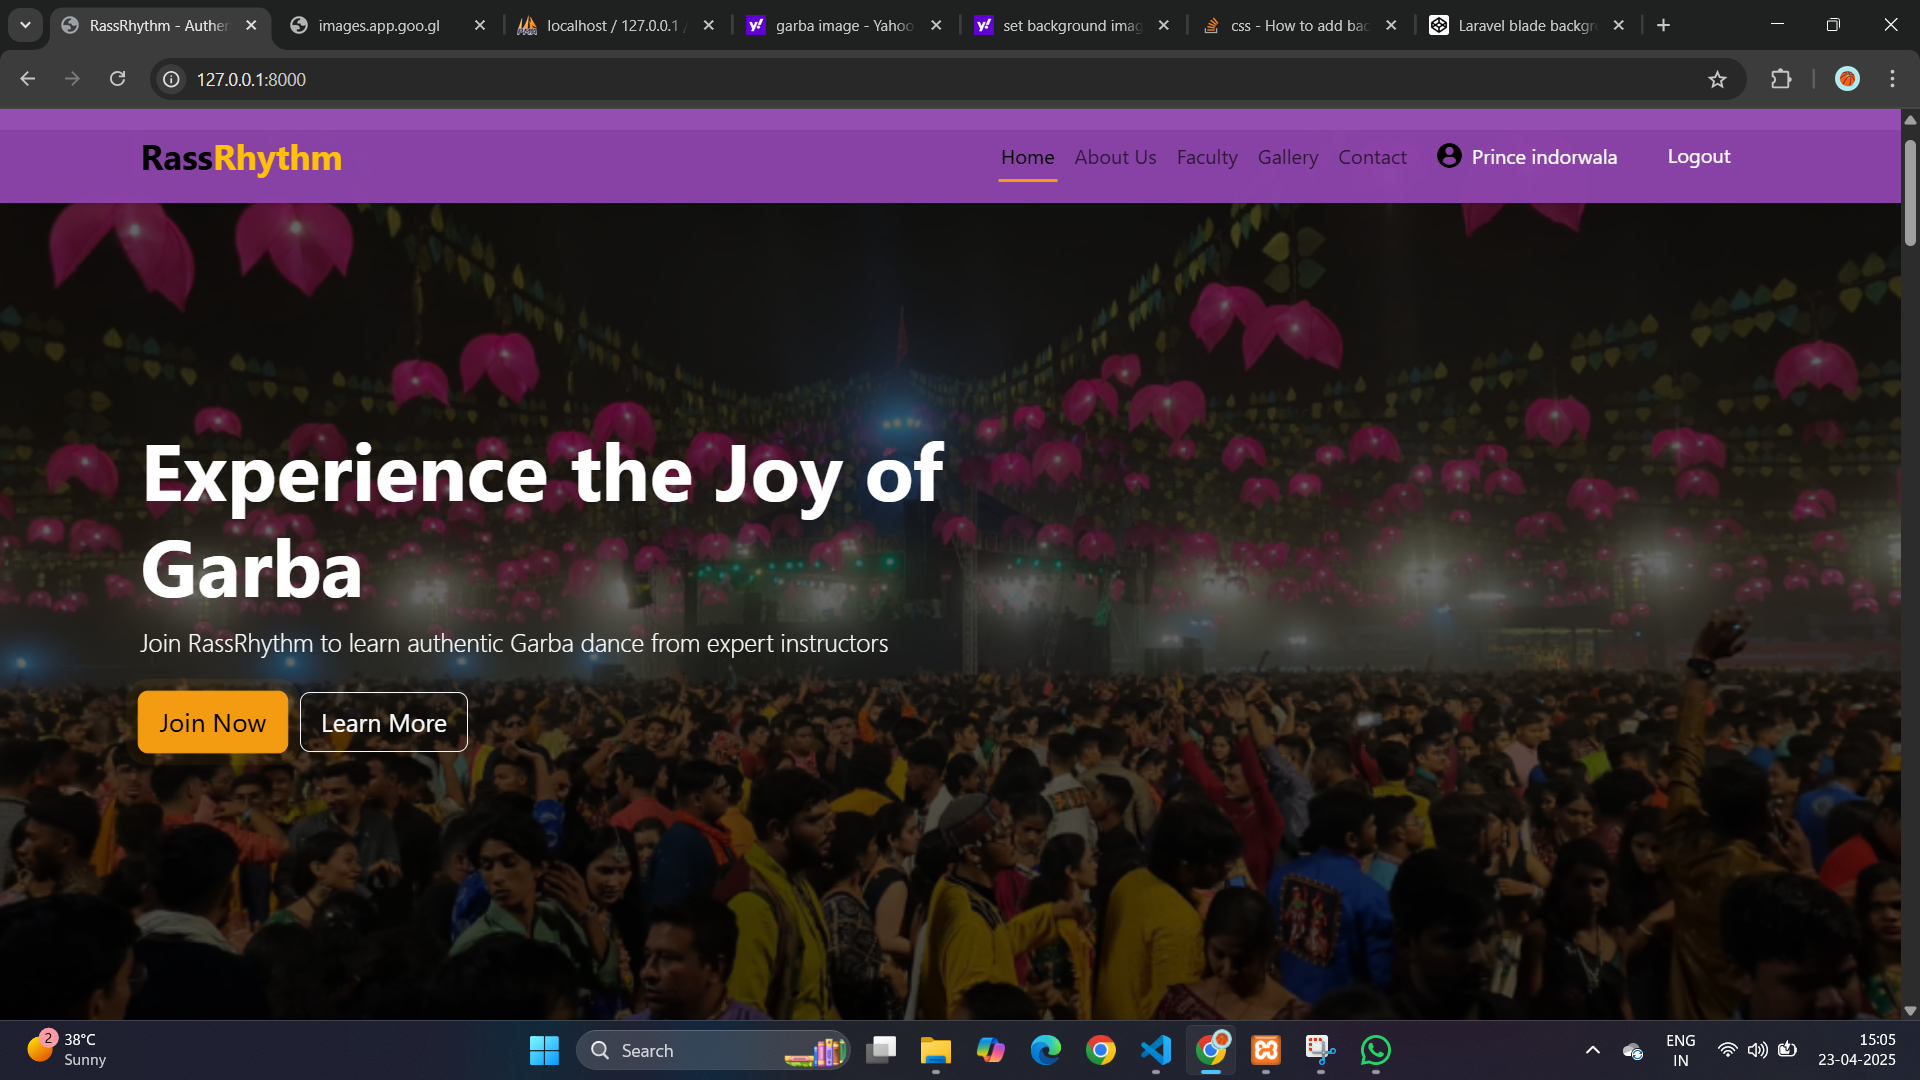 RassRhythm - Auther
images.app.goo.gl
localhost / 127.0.0.1 /
garba image - Yahoo
set background imag
css - How to add bac
Laravel blade backgr
127.0.0.1:8000
RassRhythm
Home
About Us
Faculty
Gallery
Contact
Prince indorwala
Logout
Experience the Joy of
Garba
Join RassRhythm to learn authentic Garba dance from expert instructors
Join Now
Learn More
2
38°C
Sunny
Search
ENG
IN
15:05
23-04-2025